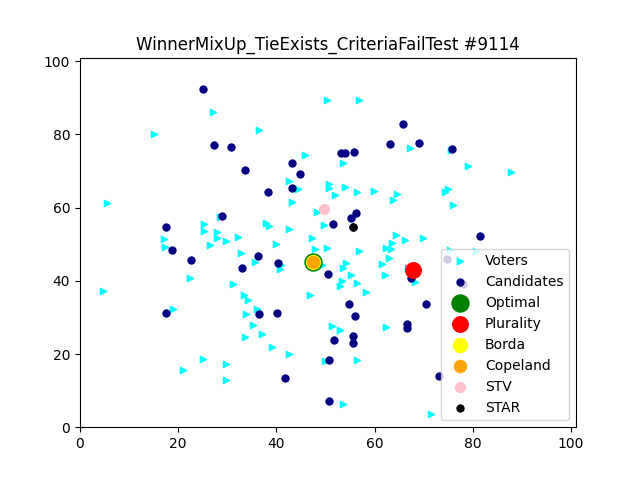 WinnerMixUp_TieExists_CriteriaFailTest #9114
100
80
60
40
20
0
0 20 40 60 80 100
Voters
Candidates
Optimal
Plurality
Borda
Copeland
STV
STAR